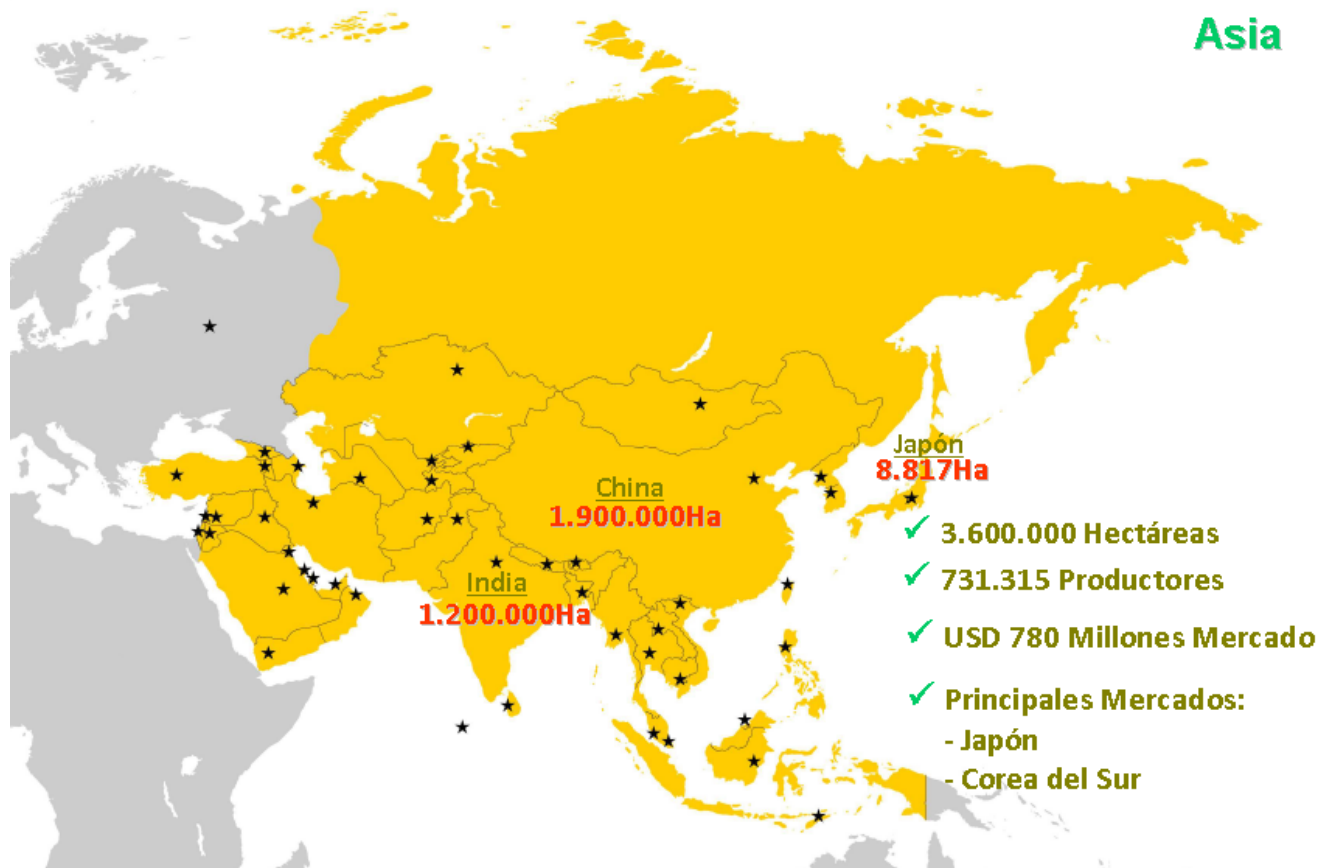 Asia
Japón
8.817Ha
China
1.900.000Ha
India
1.200.000Ha
✓ 3.600.000 Hectáreas
✓ 731.315 Productores
✓ USD 780 Millones Mercado
✓ Principales Mercados:
- Japón
- Corea del Sur